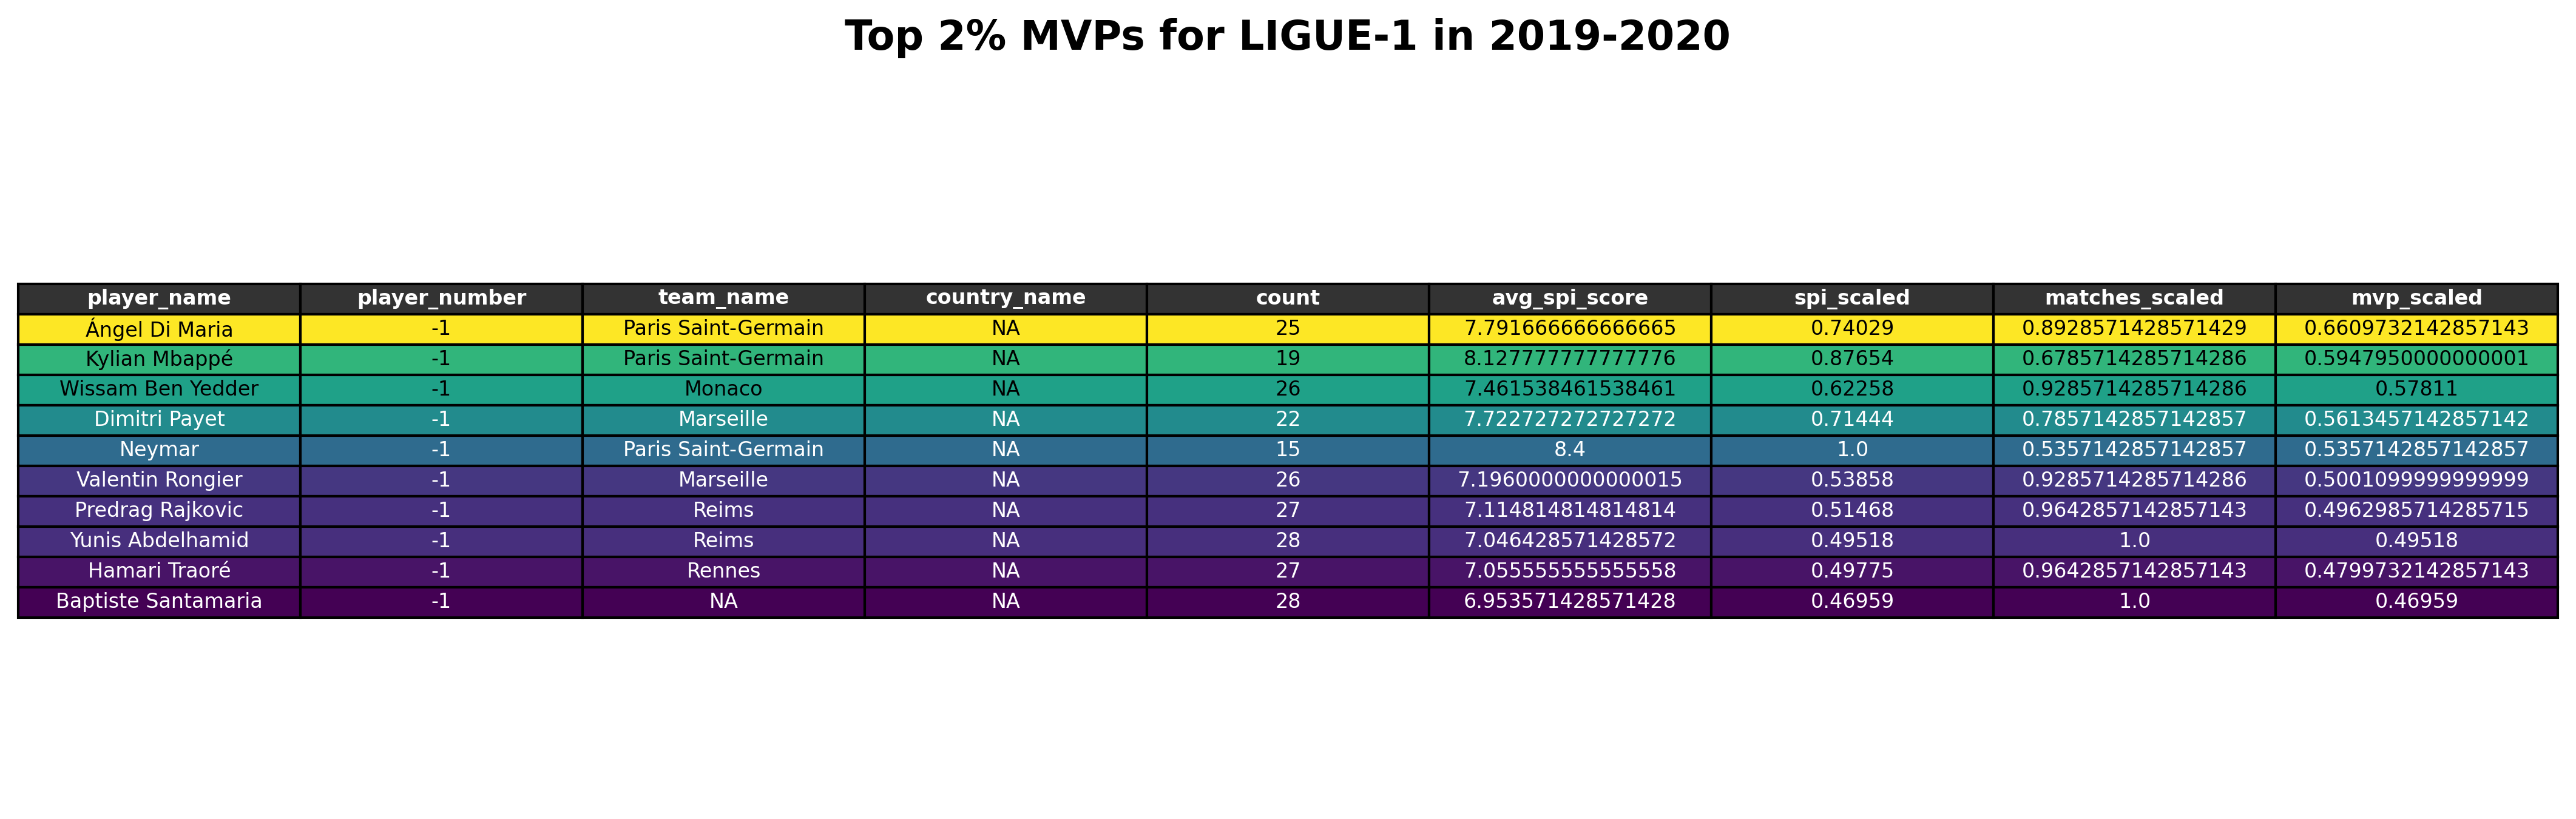 Top 2% MVPs for LIGUE-1 in 2019-2020
player_name player_number team_name country_name count avg_spi_score spi_scaled matches_scaled mvp_scaled
Ángel Di Maria -1 Paris Saint-Germain NA 25 7.791666666666665 0.74029 0.8928571428571429 0.6609732142857143
Kylian Mbappé -1 Paris Saint-Germain NA 19 8.127777777777776 0.87654 0.6785714285714286 0.5947950000000001
Wissam Ben Yedder -1 Monaco NA 26 7.461538461538461 0.62258 0.9285714285714286 0.57811
Dimitri Payet -1 Marseille NA 22 7.722727272727272 0.71444 0.7857142857142857 0.5613457142857142
Neymar -1 Paris Saint-Germain NA 15 8.4 1.0 0.5357142857142857 0.5357142857142857
Valentin Rongier -1 Marseille NA 26 7.1960000000000015 0.53858 0.9285714285714286 0.5001099999999999
Predrag Rajkovic -1 Reims NA 27 7.114814814814814 0.51468 0.9642857142857143 0.4962985714285715
Yunis Abdelhamid -1 Reims NA 28 7.046428571428572 0.49518 1.0 0.49518
Hamari Traoré -1 Rennes NA 27 7.055555555555558 0.49775 0.9642857142857143 0.4799732142857143
Baptiste Santamaria -1 NA NA 28 6.953571428571428 0.46959 1.0 0.46959